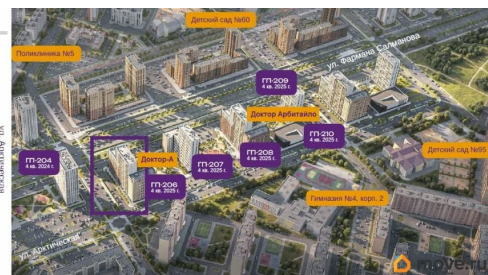 Детский сад №60
Поликлиника №5
ул. Фармана Салманова
ГП-209
4 кв. 2025 г.
Доктор Арбитайло
ГП-210
4 кв. 2025 г.
ГП-204
4 кв. 2024 г.
Доктор-А
ГП-207
4 кв. 2025 г.
ГП-208
4 кв. 2025 г.
Детский сад №95
ГП-206
4 кв. 2025 г.
Гимназия №4, корп. 2
ул. Арктическая
ул. Арктическая
move.ru